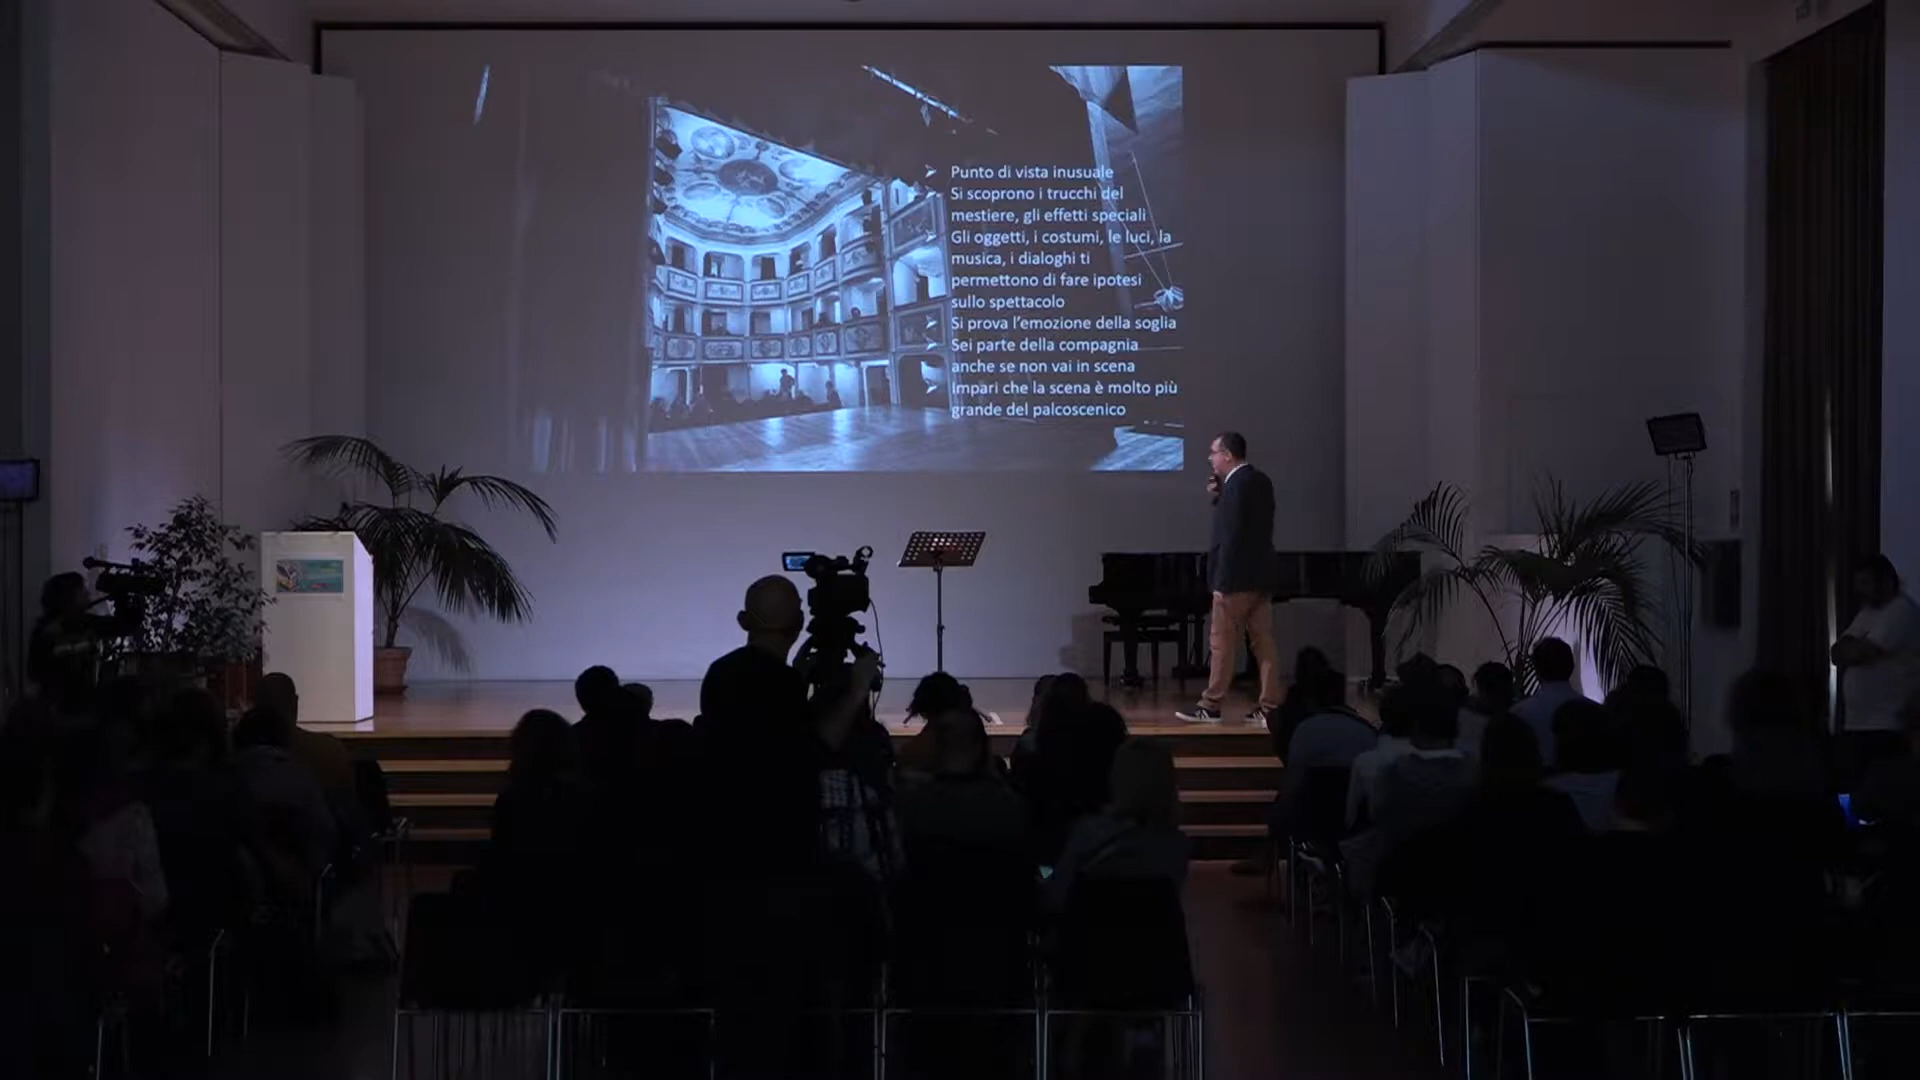 ➢ Punto di vista inusuale
➢ Si scoprono i trucchi del
mestiere, gli effetti speciali
➢ Gli oggetti, i costumi, le luci, la
musica, i dialoghi ti
permettono di fare ipotesi
sullo spettacolo
➢ Si prova l'emozione della soglia
➢ Sei parte della compagnia
anche se non vai in scena
➢ Impari che la scena è molto più
grande del palcoscenico